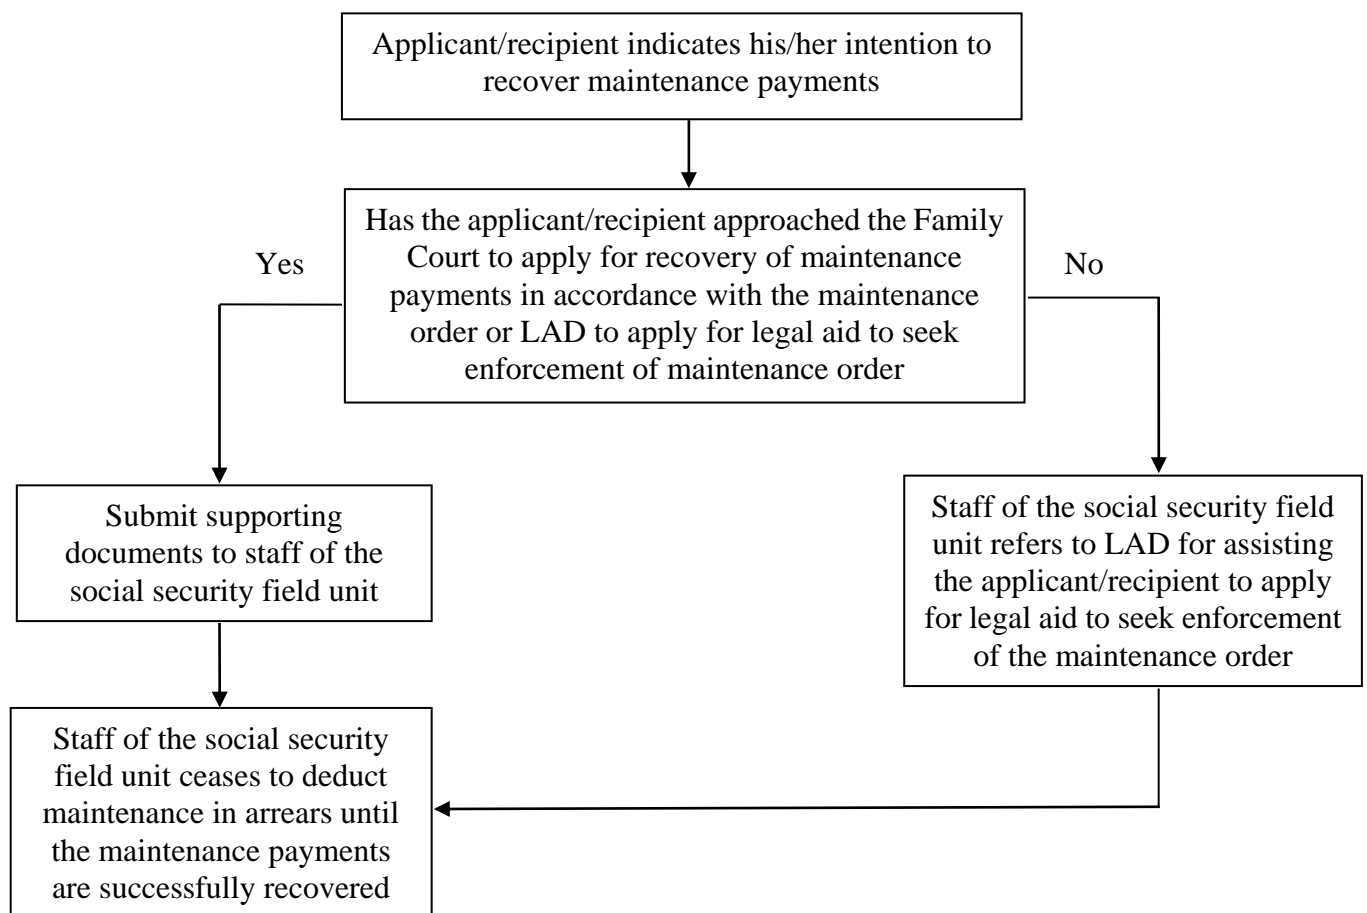 Applicant/recipient indicates his/her intention to
recover maintenance payments
Has the applicant/recipient approached the Family
Court to apply for recovery of maintenance
payments in accordance with the maintenance
order or LAD to apply for legal aid to seek
enforcement of maintenance order
Yes
No
Submit supporting
documents to staff of the
social security field unit
Staff of the social security field
unit refers to LAD for assisting
the applicant/recipient to apply
for legal aid to seek enforcement
of the maintenance order
Staff of the social security
field unit ceases to deduct
maintenance in arrears until
the maintenance payments
are successfully recovered